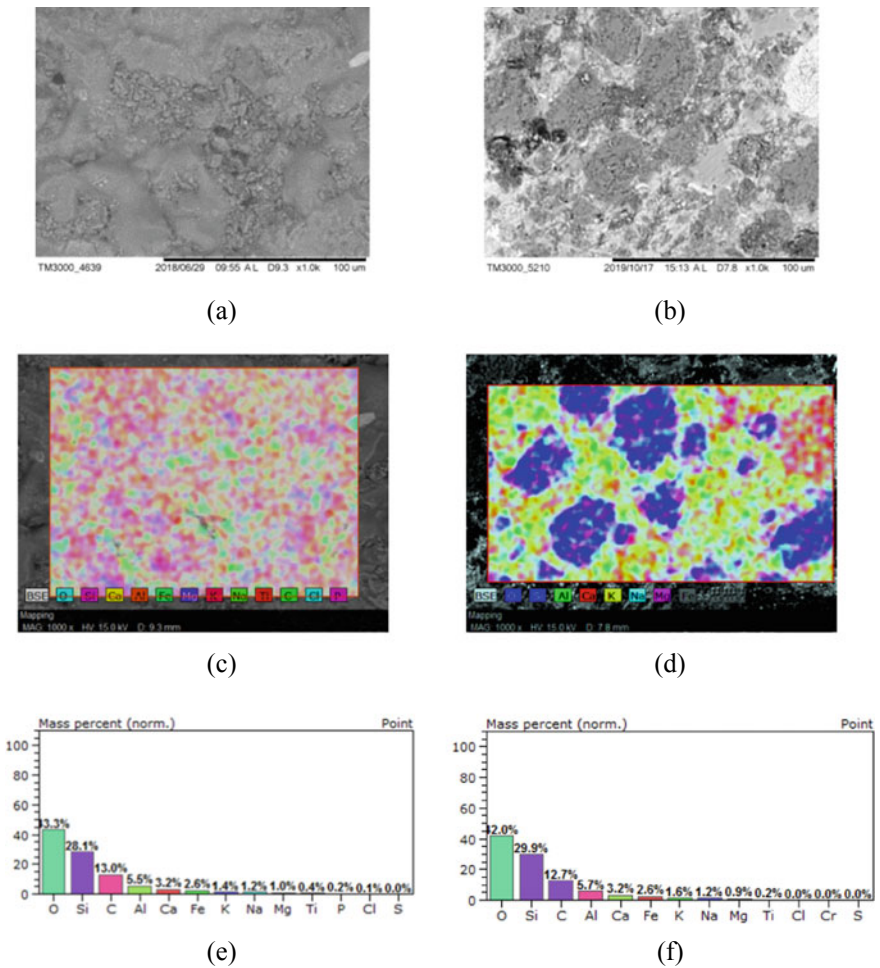 TM3000_4639 2018/06/29 09:55 A L D9.3 x1.0k 100 um
TM3000_5210 2019/10/17 15:13 A L D7.8 x1.0k 100 um
(a) (b)
BSE O Si Ca Al Fe Mg K Na Ti C Cl P
Mapping
MAG: 1000 x HV: 15.0 kV D: 9.3 mm
BSE Si Al Ca K Na Mg Fe
Mapping
MAG: 1000 x HV: 15.0 kV D: 7.8 mm
(c) (d)
Mass percent (norm.) Point
100
80
60
40
20
0
43.3% 28.1% 13.0% 5.5% 3.2% 2.6% 1.4% 1.2% 1.0% 0.4% 0.2% 0.1% 0.0%
O Si C Al Ca Fe K Na Mg Ti P Cl S
Mass percent (norm.) Point
100
80
60
40
20
0
42.0% 29.9% 12.7% 5.7% 3.2% 2.6% 1.6% 1.2% 0.9% 0.2% 0.0% 0.0% 0.0%
O Si C Al Ca Fe K Na Mg Ti Cl Cr S
(e) (f)